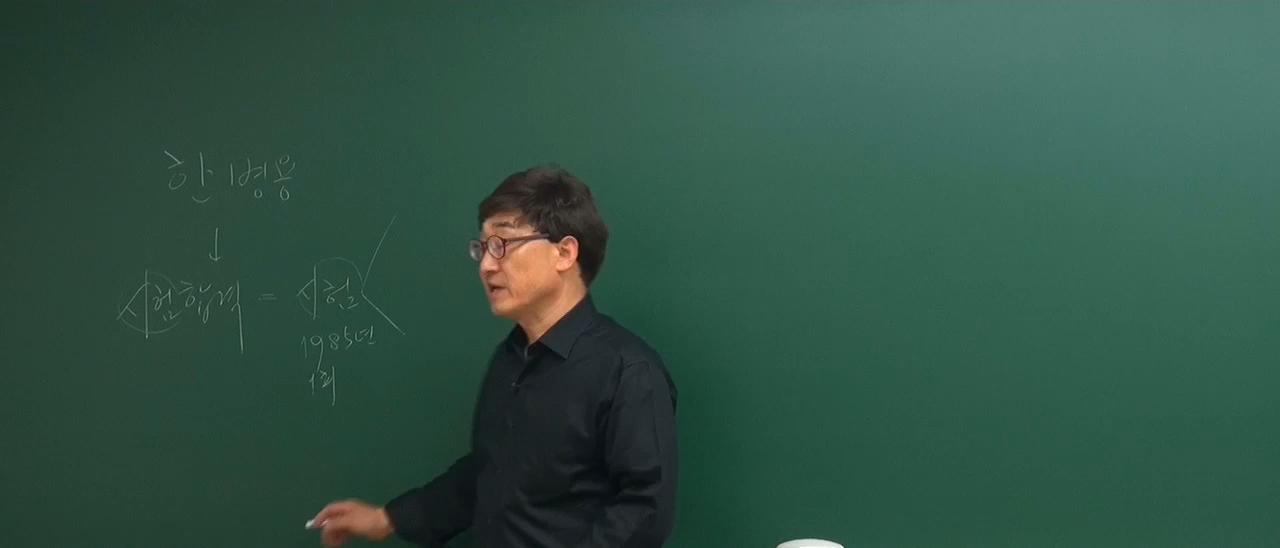 한병용
↓
시험합격 = 시험 <
1985년
1회